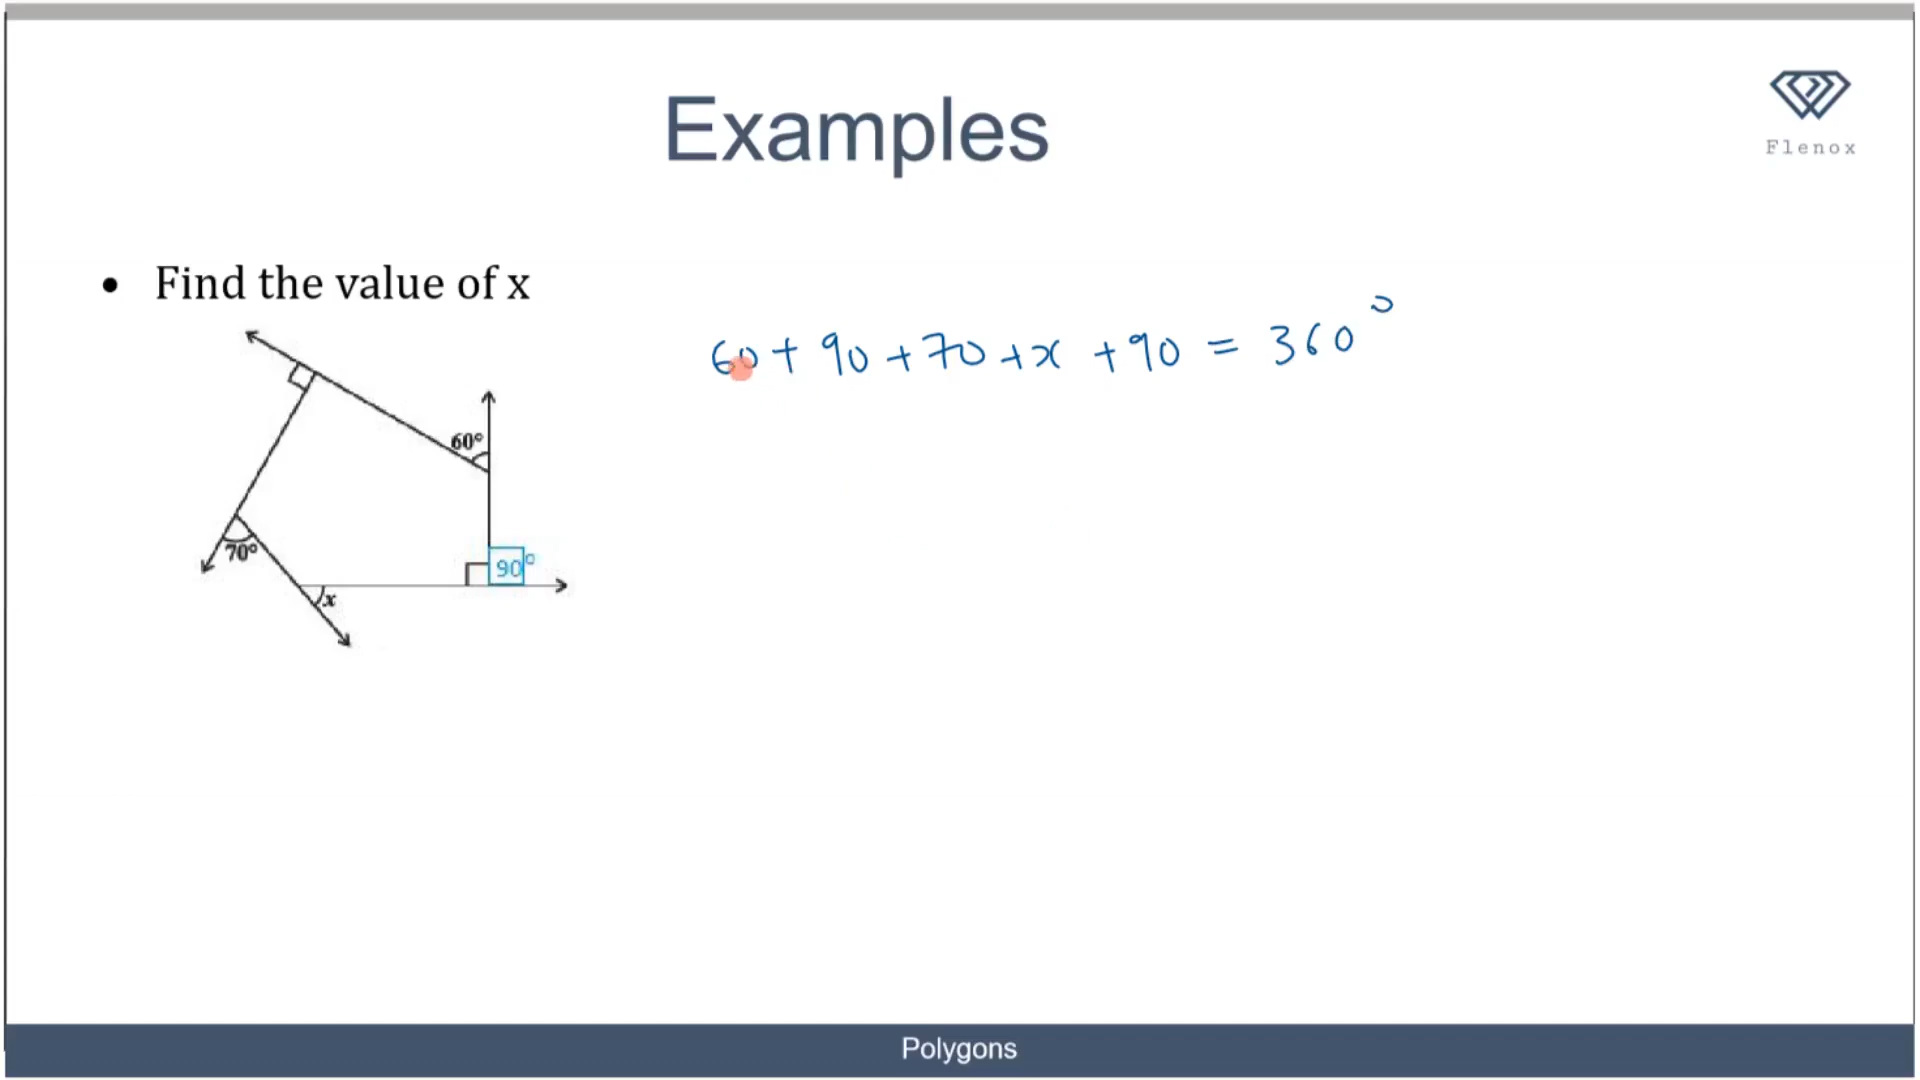 Examples
Flenox
• Find the value of x
60 + 90 + 70 + x + 90 = 360°
60°
70°
90°
x
Polygons